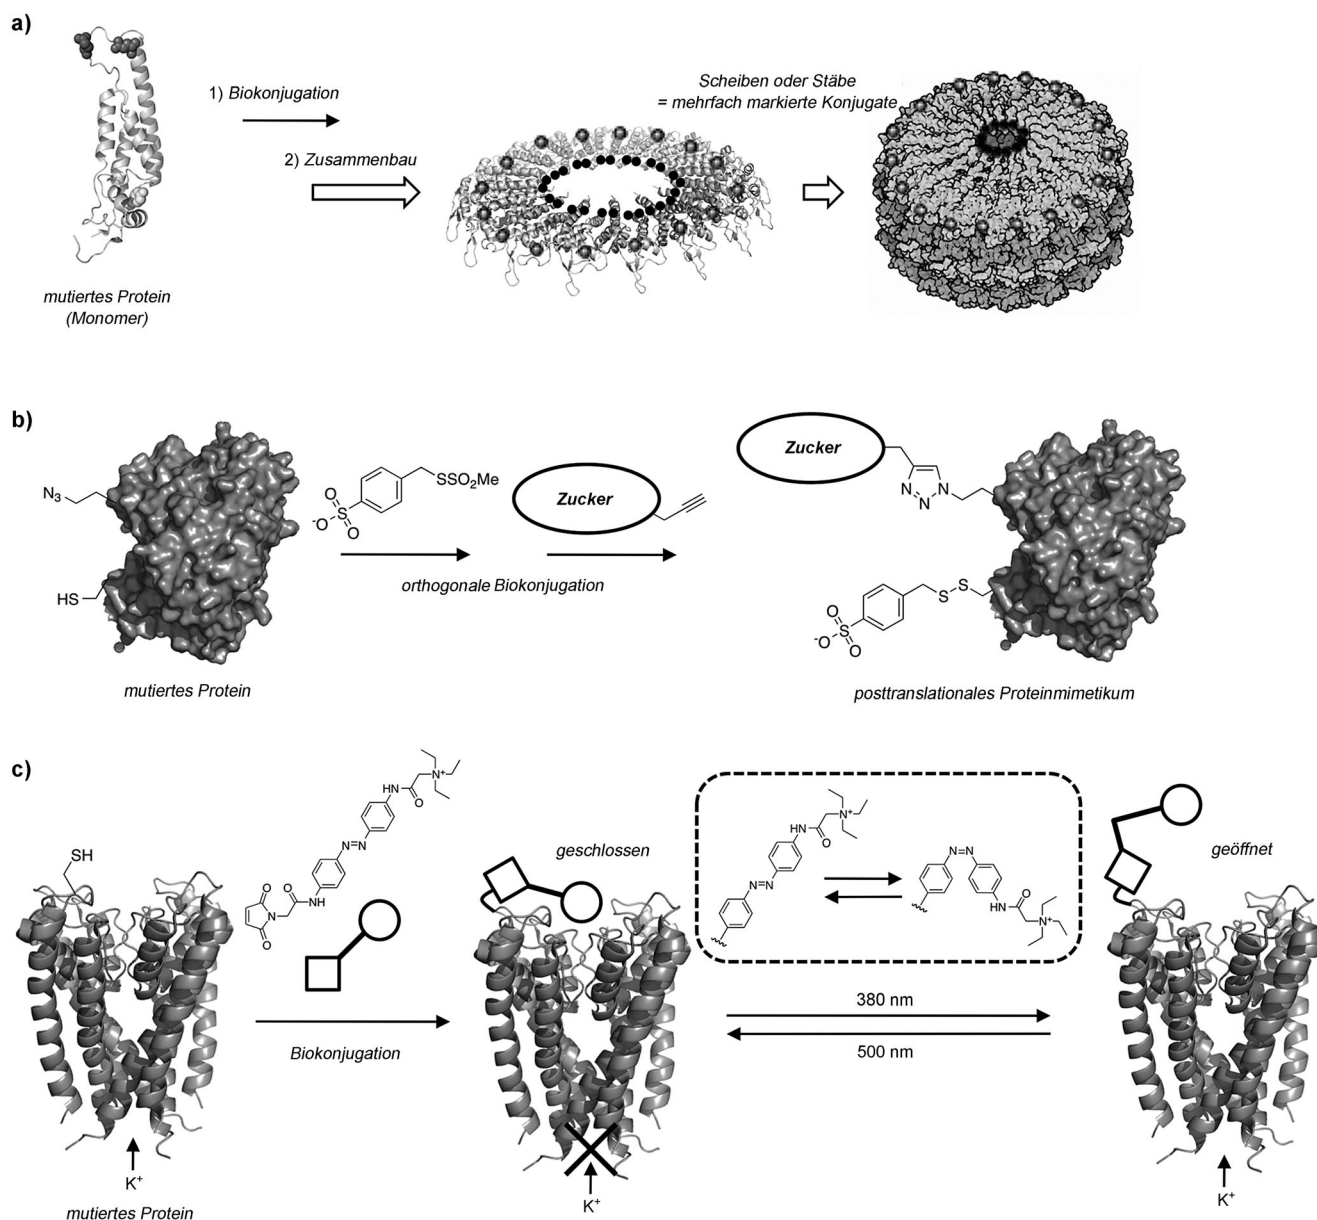 a)
1) Biokonjugation
2) Zusammenbau
Scheiben oder Stäbe
= mehrfach markierte Konjugate
mutiertes Protein
(Monomer)
b)
N3
HS
SSO2Me
S
O
O
-O
Zucker
orthogonale Biokonjugation
Zucker
N
N
N
S
S
S
O
O
-O
mutiertes Protein
posttranslationales Proteinmimetikum
c)
SH
N+
HN
O
N=N
O
NH
O
N
O
Biokonjugation
K+
mutiertes Protein
geschlossen
K+
N+
HN
O
N=N
N=N
HN
O
N+
380 nm
500 nm
geöffnet
K+